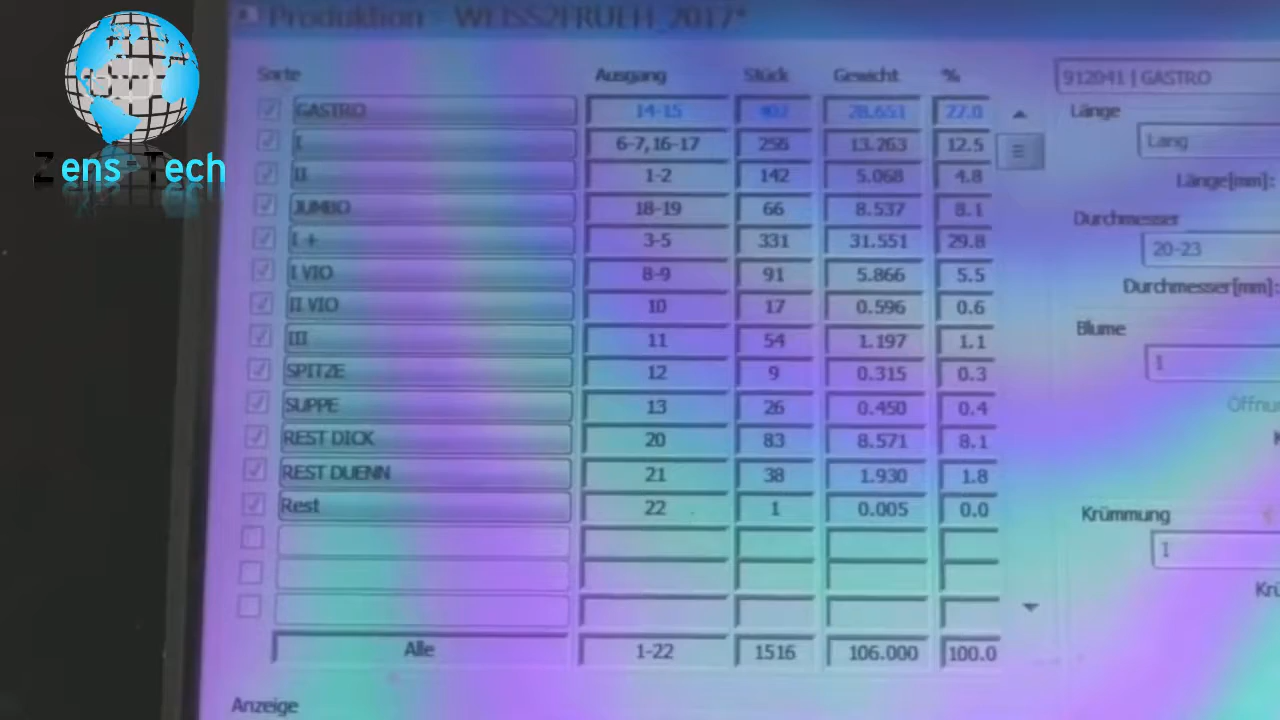 Zens-Tech
Produktion - WEISS2FRUEH_2017*
Sorte Ausgang Stück Gewicht %
GASTRO 14-15 402 28.651 27.0
I 6-7,16-17 256 13.263 12.5
II 1-2 142 5.068 4.8
JUMBO 18-19 66 8.537 8.1
I + 3-5 331 31.551 29.8
I VIO 8-9 91 5.866 5.5
II VIO 10 17 0.596 0.6
III 11 54 1.197 1.1
SPITZE 12 9 0.315 0.3
SUPPE 13 26 0.450 0.4
REST DICK 20 83 8.571 8.1
REST DUENN 21 38 1.930 1.8
Rest 22 1 0.005 0.0
Alle 1-22 1516 106.000 100.0
Anzeige
912041 | GASTRO
Länge
Lang
Länge[mm]:
Durchmesser
20-23
Durchmesser[mm]:
Blume
I
Krümmung
I